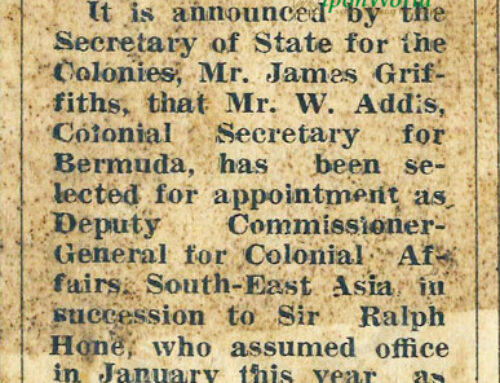 IpohWorld
It is announced by the
Secretary of State for the
Colonies, Mr. James Grif-
fiths, that Mr. W. Addis,
Colonial Secretary for
Bermuda, has been se-
lected for appointment as
Deputy Commissioner-
General for Colonial Af-
fairs, South-East Asia in
succession to Sir Ralph
Hone, who assumed office
in January this year as